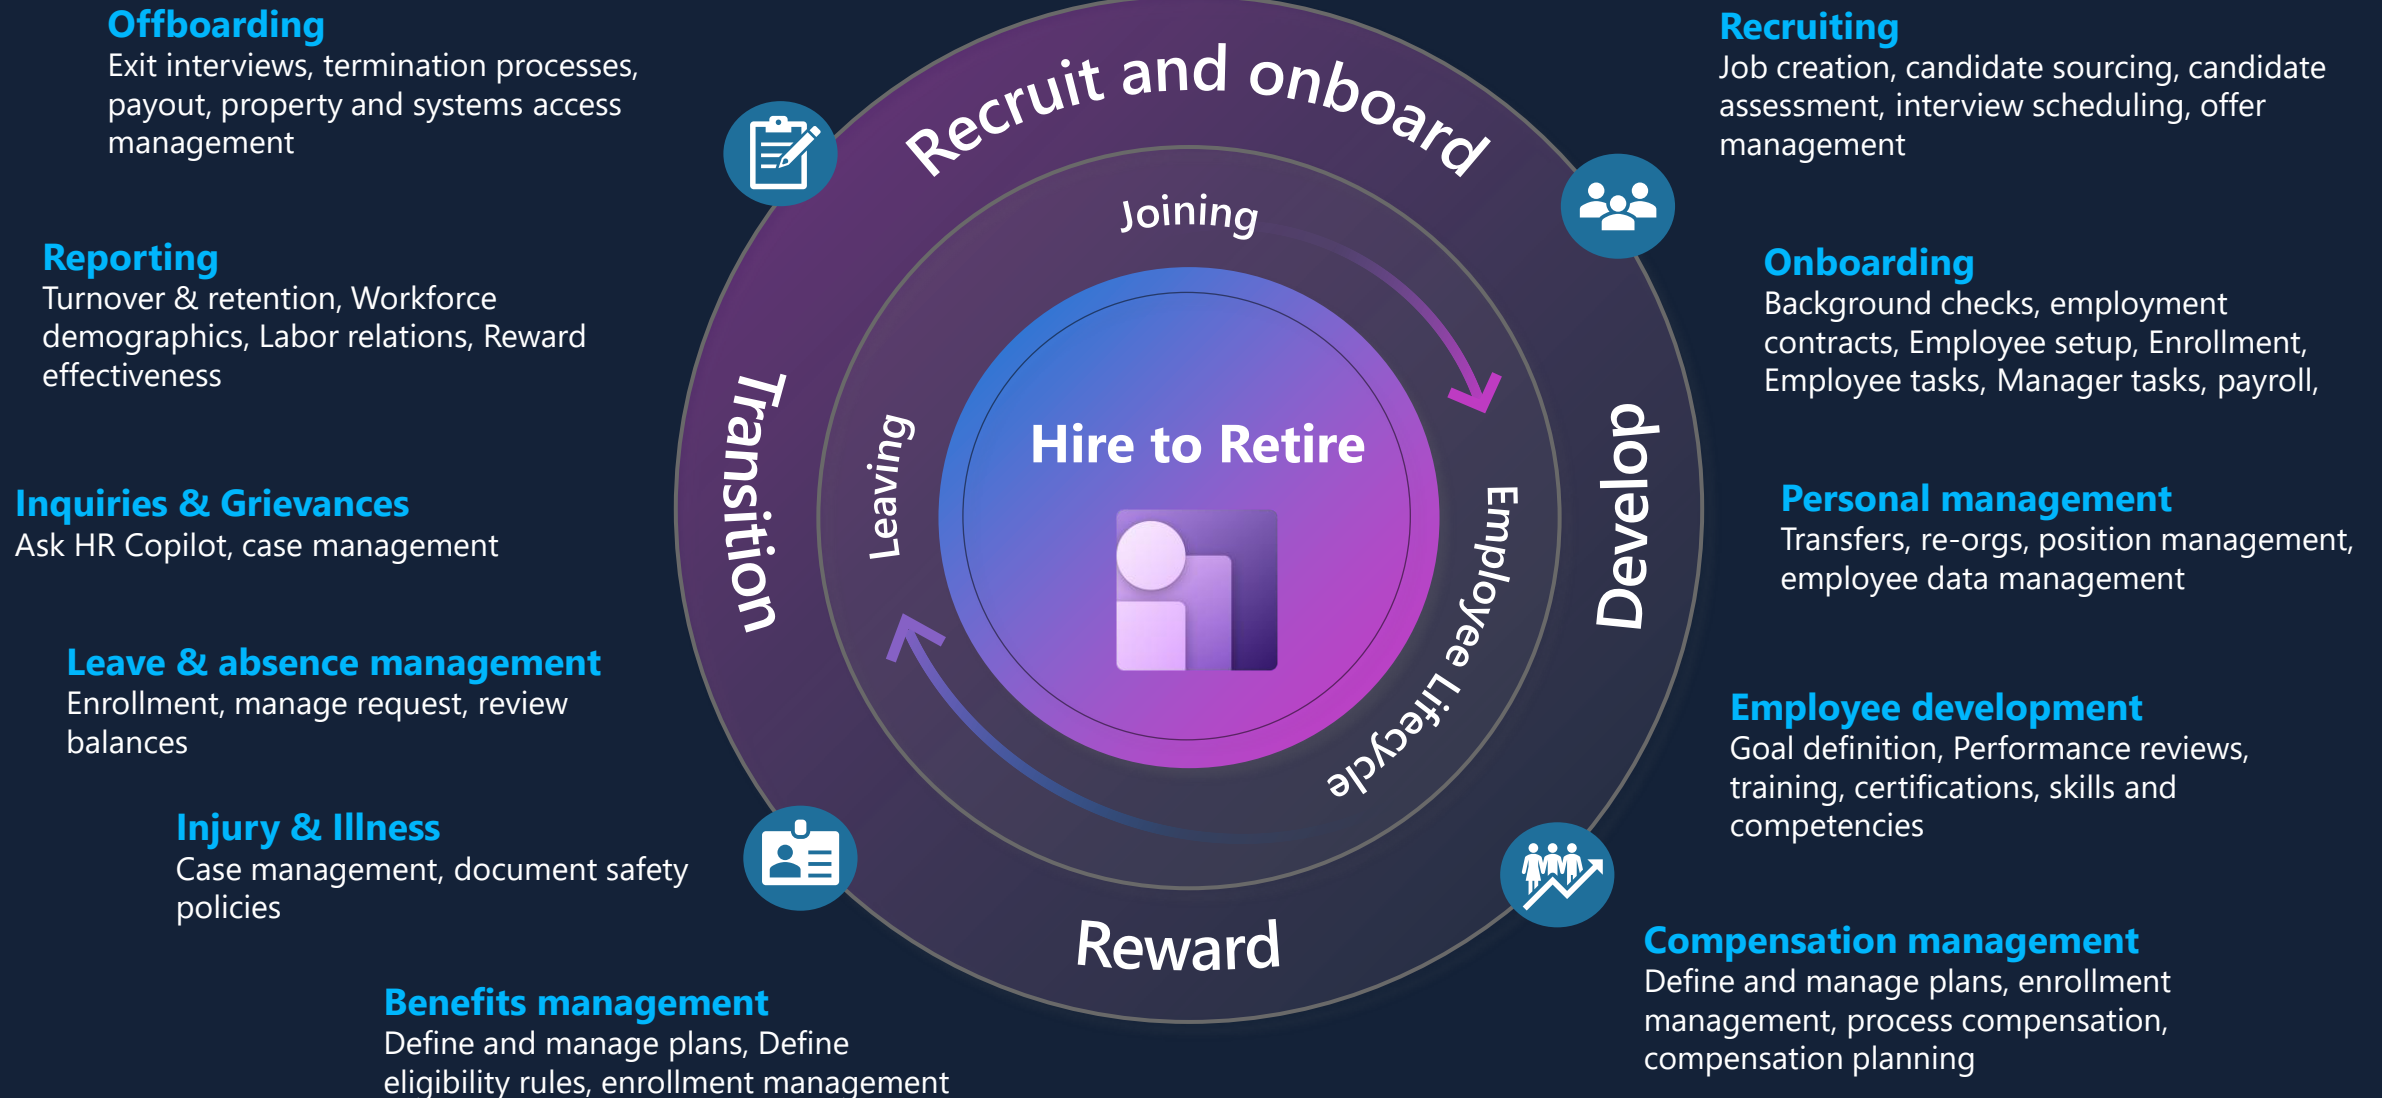 Offboarding
Exit interviews, termination processes,
payout, property and systems access
management
Reporting
Turnover & retention, Workforce
demographics, Labor relations, Reward
effectiveness
Inquiries & Grievances
Ask HR Copilot, case management
Leave & absence management
Enrollment, manage request, review
balances
Injury & Illness
Case management, document safety
policies
Benefits management
Define and manage plans, Define
eligibility rules, enrollment management
Recruit and onboard
Joining
Transition
Leaving
Hire to Retire
Employee Lifecycle
Develop
Reward
Recruiting
Job creation, candidate sourcing, candidate
assessment, interview scheduling, offer
management
Onboarding
Background checks, employment
contracts, Employee setup, Enrollment,
Employee tasks, Manager tasks, payroll,
Personal management
Transfers, re-orgs, position management,
employee data management
Employee development
Goal definition, Performance reviews,
training, certifications, skills and
competencies
Compensation management
Define and manage plans, enrollment
management, process compensation,
compensation planning